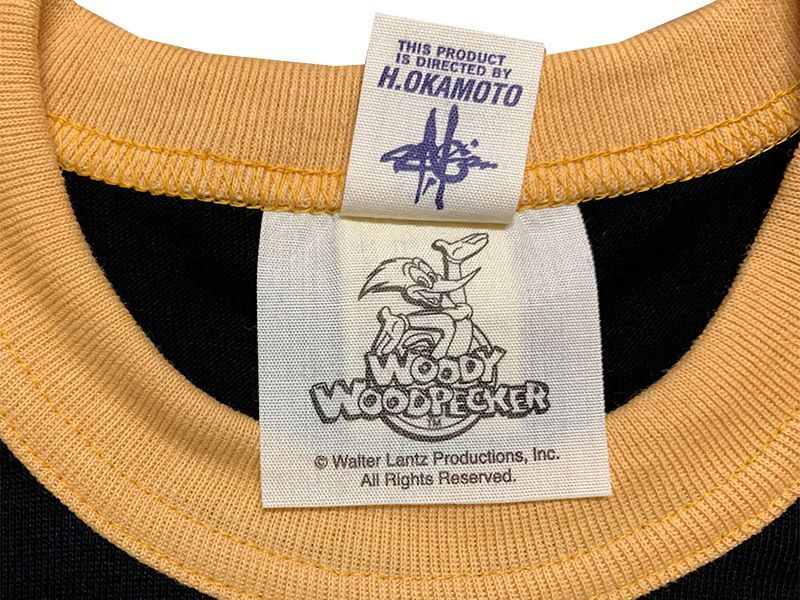 THIS PRODUCT
IS DIRECTED BY
H.OKAMOTO
WOODY
WOODPECKER
TM
© Walter Lantz Productions, Inc.
All Rights Reserved.